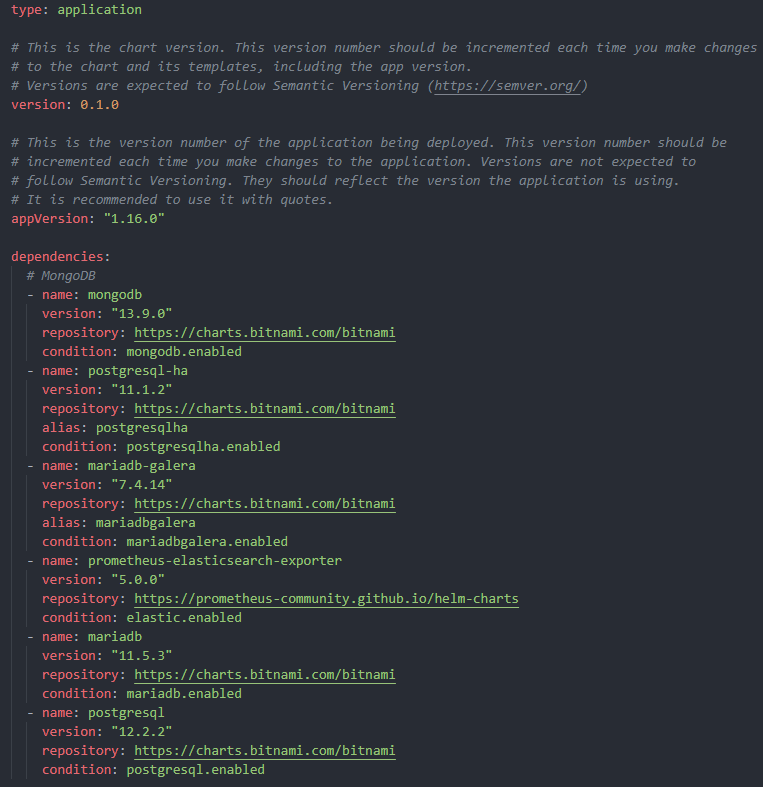 type: application
# This is the chart version. This version number should be incremented each time you make changes
# to the chart and its templates, including the app version.
# Versions are expected to follow Semantic Versioning (https://semver.org/)
version: 0.1.0
# This is the version number of the application being deployed. This version number should be
# incremented each time you make changes to the application. Versions are not expected to
# follow Semantic Versioning. They should reflect the version the application is using.
# It is recommended to use it with quotes.
appVersion: "1.16.0"
dependencies:
  # MongoDB
  - name: mongodb
    version: "13.9.0"
    repository: https://charts.bitnami.com/bitnami
    condition: mongodb.enabled
  - name: postgresql-ha
    version: "11.1.2"
    repository: https://charts.bitnami.com/bitnami
    alias: postgresqlha
    condition: postgresqlha.enabled
  - name: mariadb-galera
    version: "7.4.14"
    repository: https://charts.bitnami.com/bitnami
    alias: mariadbgalera
    condition: mariadbgalera.enabled
  - name: prometheus-elasticsearch-exporter
    version: "5.0.0"
    repository: https://prometheus-community.github.io/helm-charts
    condition: elastic.enabled
  - name: mariadb
    version: "11.5.3"
    repository: https://charts.bitnami.com/bitnami
    condition: mariadb.enabled
  - name: postgresql
    version: "12.2.2"
    repository: https://charts.bitnami.com/bitnami
    condition: postgresql.enabled